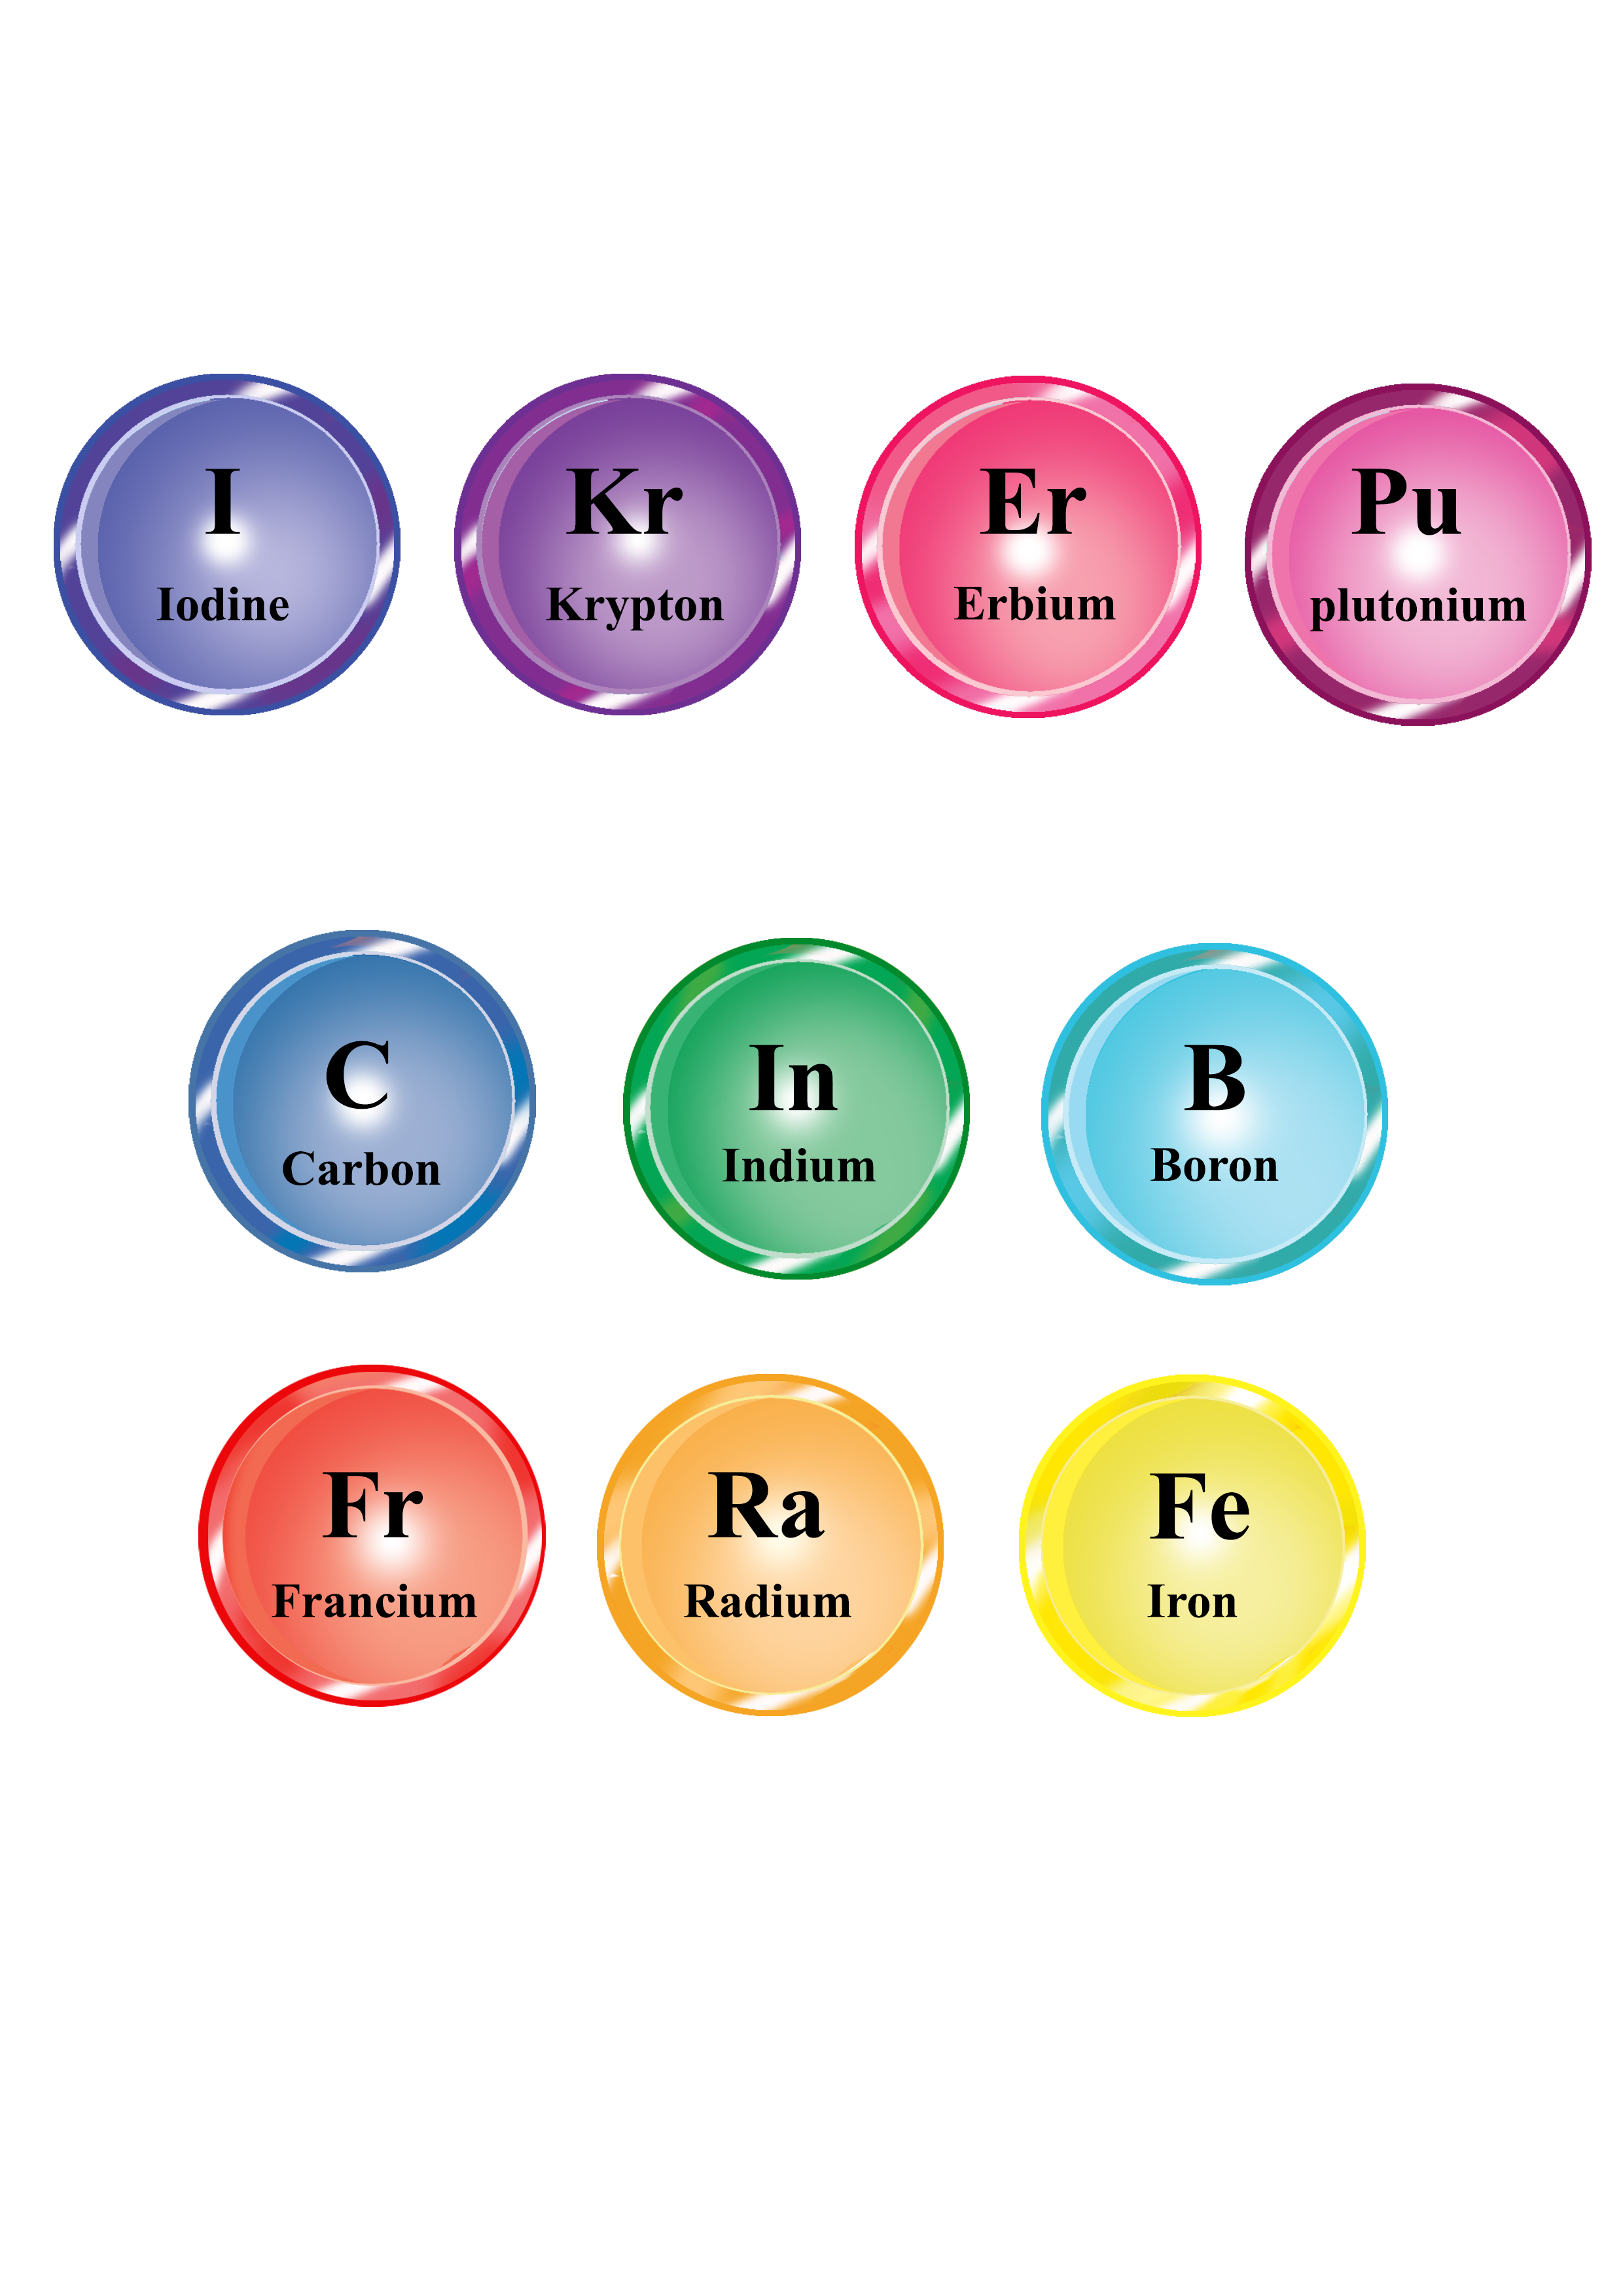 I
Iodine
Kr
Krypton
Er
Erbium
Pu
plutonium
C
Carbon
In
Indium
B
Boron
Fr
Francium
Ra
Radium
Fe
Iron